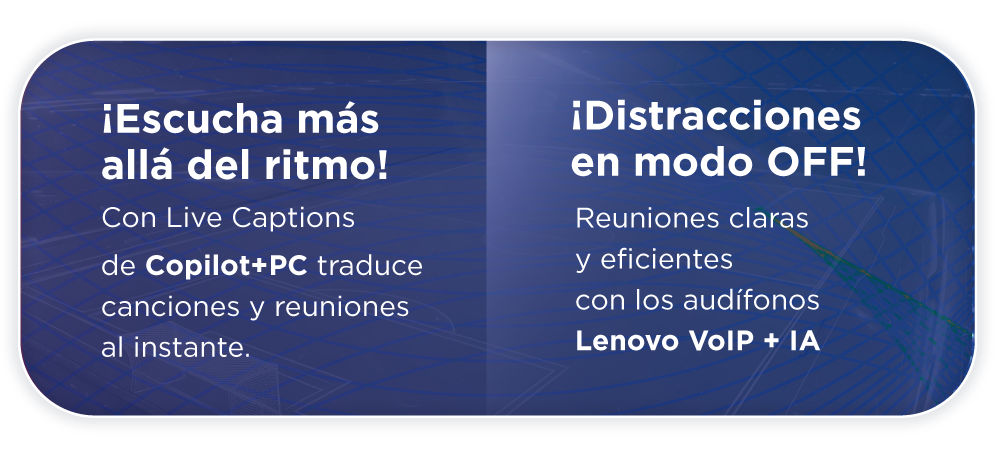 ¡Escucha más
allá del ritmo!
Con Live Captions
de Copilot+PC traduce
canciones y reuniones
al instante.
¡Distracciones
en modo OFF!
Reuniones claras
y eficientes
con los audífonos
Lenovo VoIP + IA